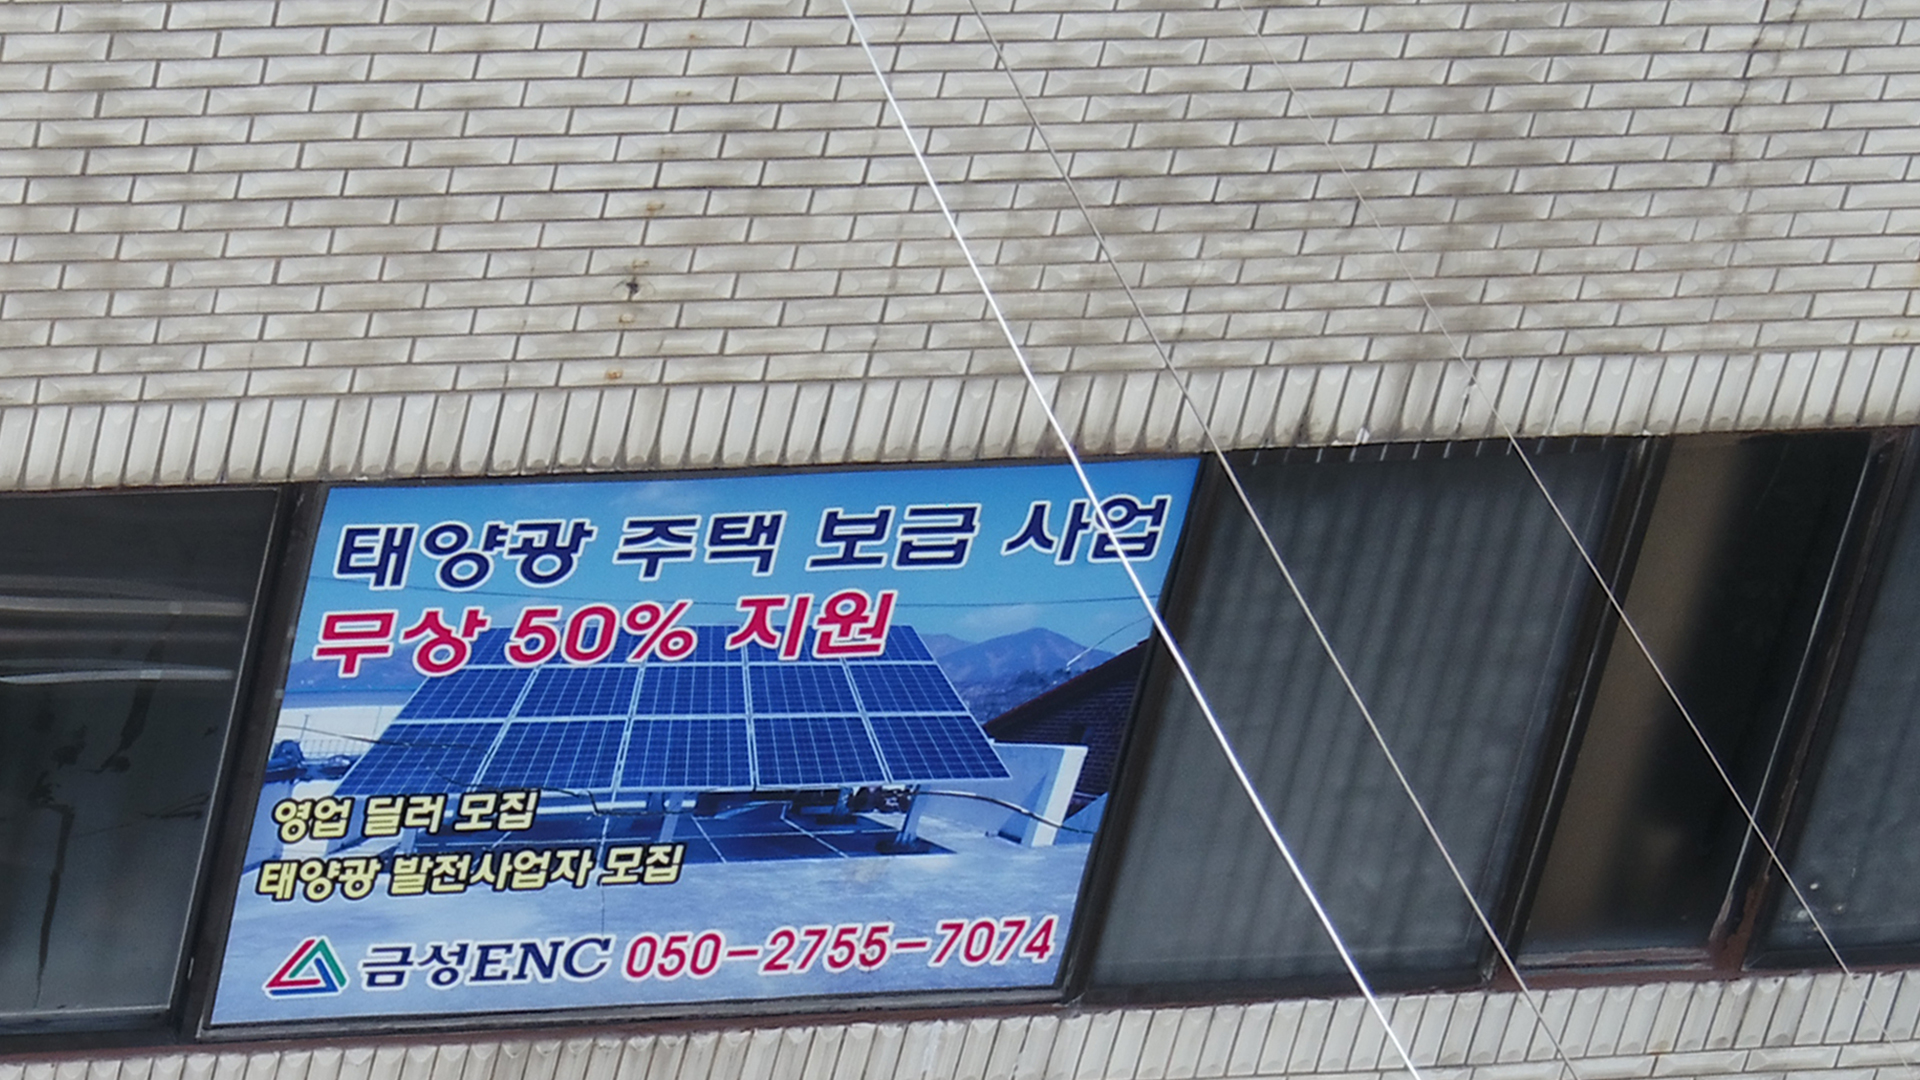 태양광 주택 보급 사업
무상 50% 지원
영업 딜러 모집
태양광 발전사업자 모집
금성ENC 050-2755-7074